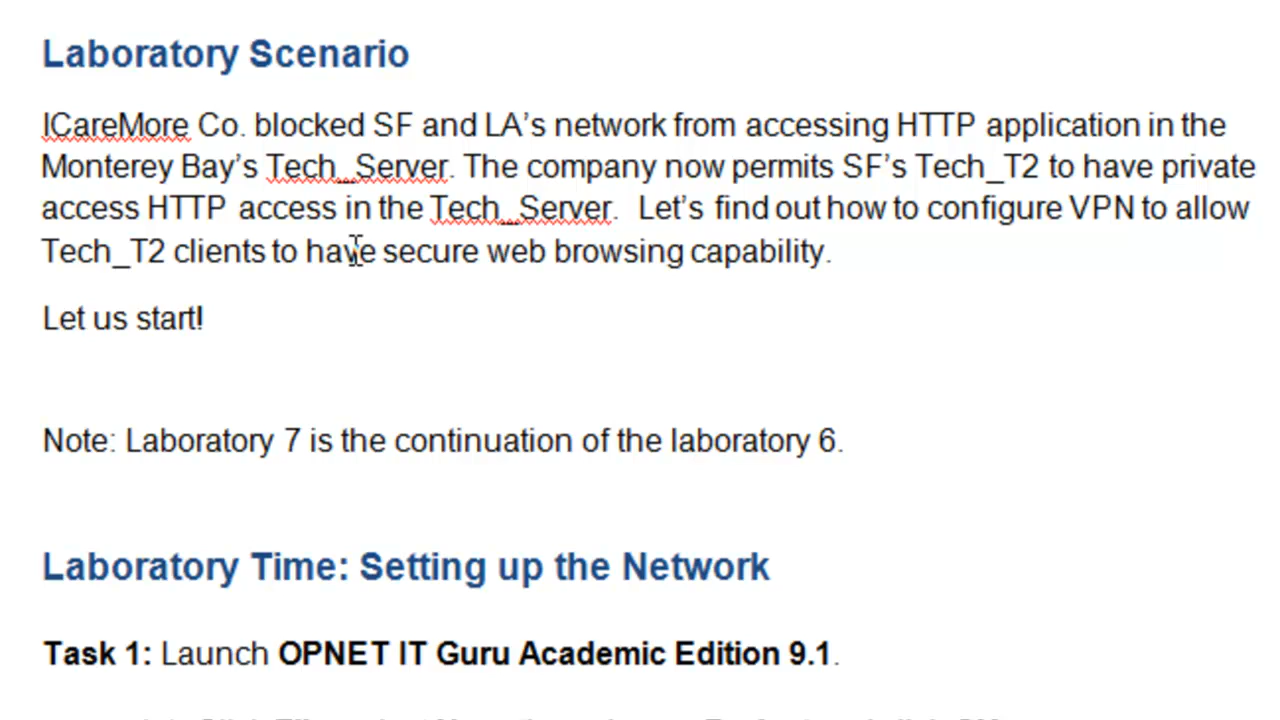 Laboratory Scenario
ICareMore Co. blocked SF and LA's network from accessing HTTP application in the
Monterey Bay's Tech_Server. The company now permits SF's Tech_T2 to have private
access HTTP access in the Tech_Server. Let's find out how to configure VPN to allow
Tech_T2 clients to have secure web browsing capability.
Let us start!
Note: Laboratory 7 is the continuation of the laboratory 6.
Laboratory Time: Setting up the Network
Task 1: Launch OPNET IT Guru Academic Edition 9.1.